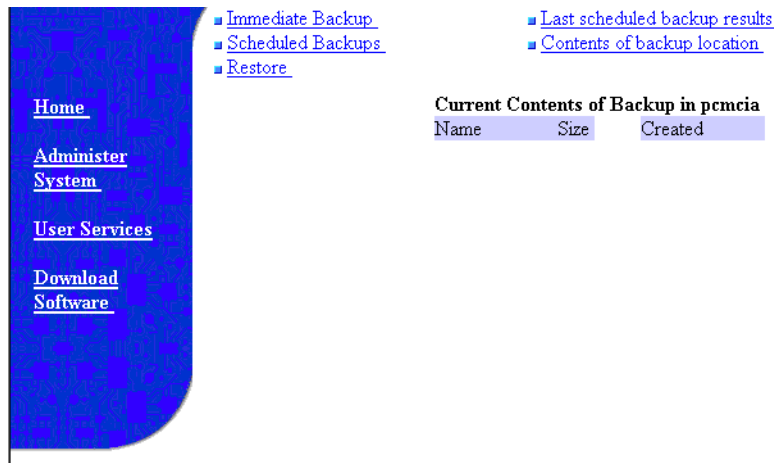 Immediate Backup
Scheduled Backups
Restore
Last scheduled backup results
Contents of backup location
Home
Administer
System
User Services
Download
Software
Current Contents of Backup in pcmcia
Name Size Created